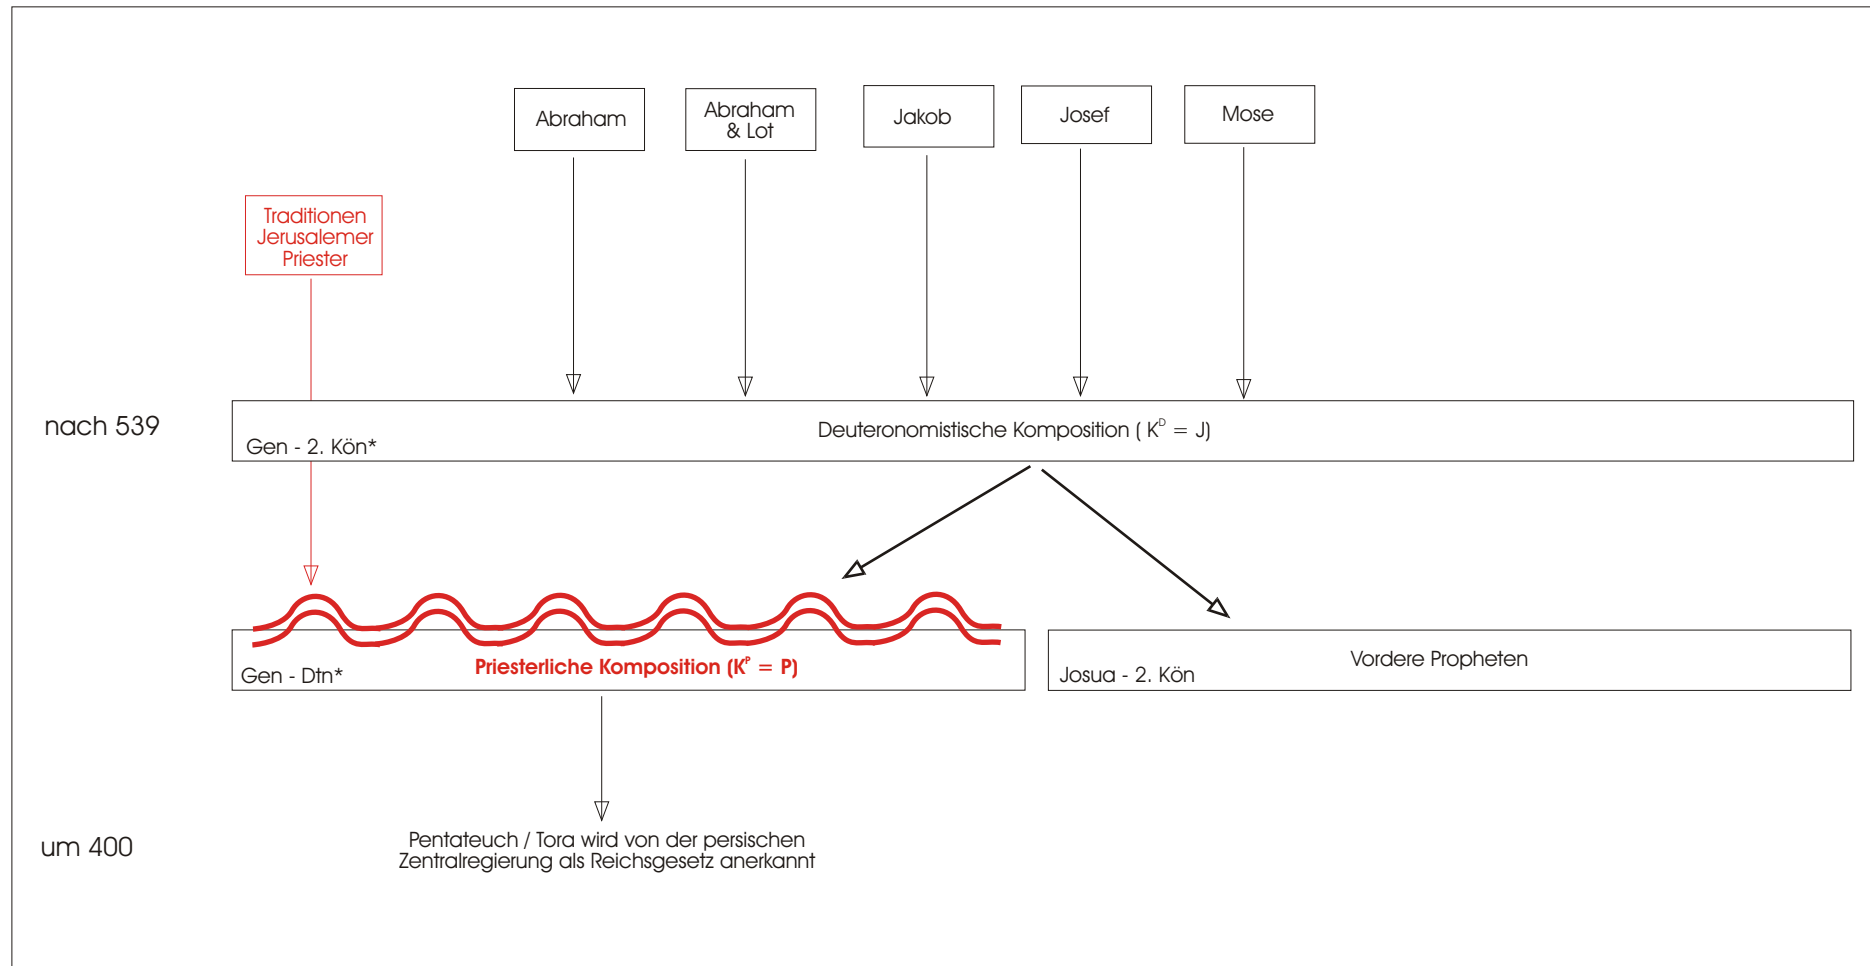 Abraham
Abraham
& Lot
Jakob
Josef
Mose
Traditionen
Jerusalemer
Priester
nach 539
Deuteronomistische Komposition ( K^D = J)
Gen - 2. Kön*
Priesterliche Komposition (K^P = P)
Gen - Dtn*
Vordere Propheten
Josua - 2. Kön
um 400
Pentateuch / Tora wird von der persischen
Zentralregierung als Reichsgesetz anerkannt